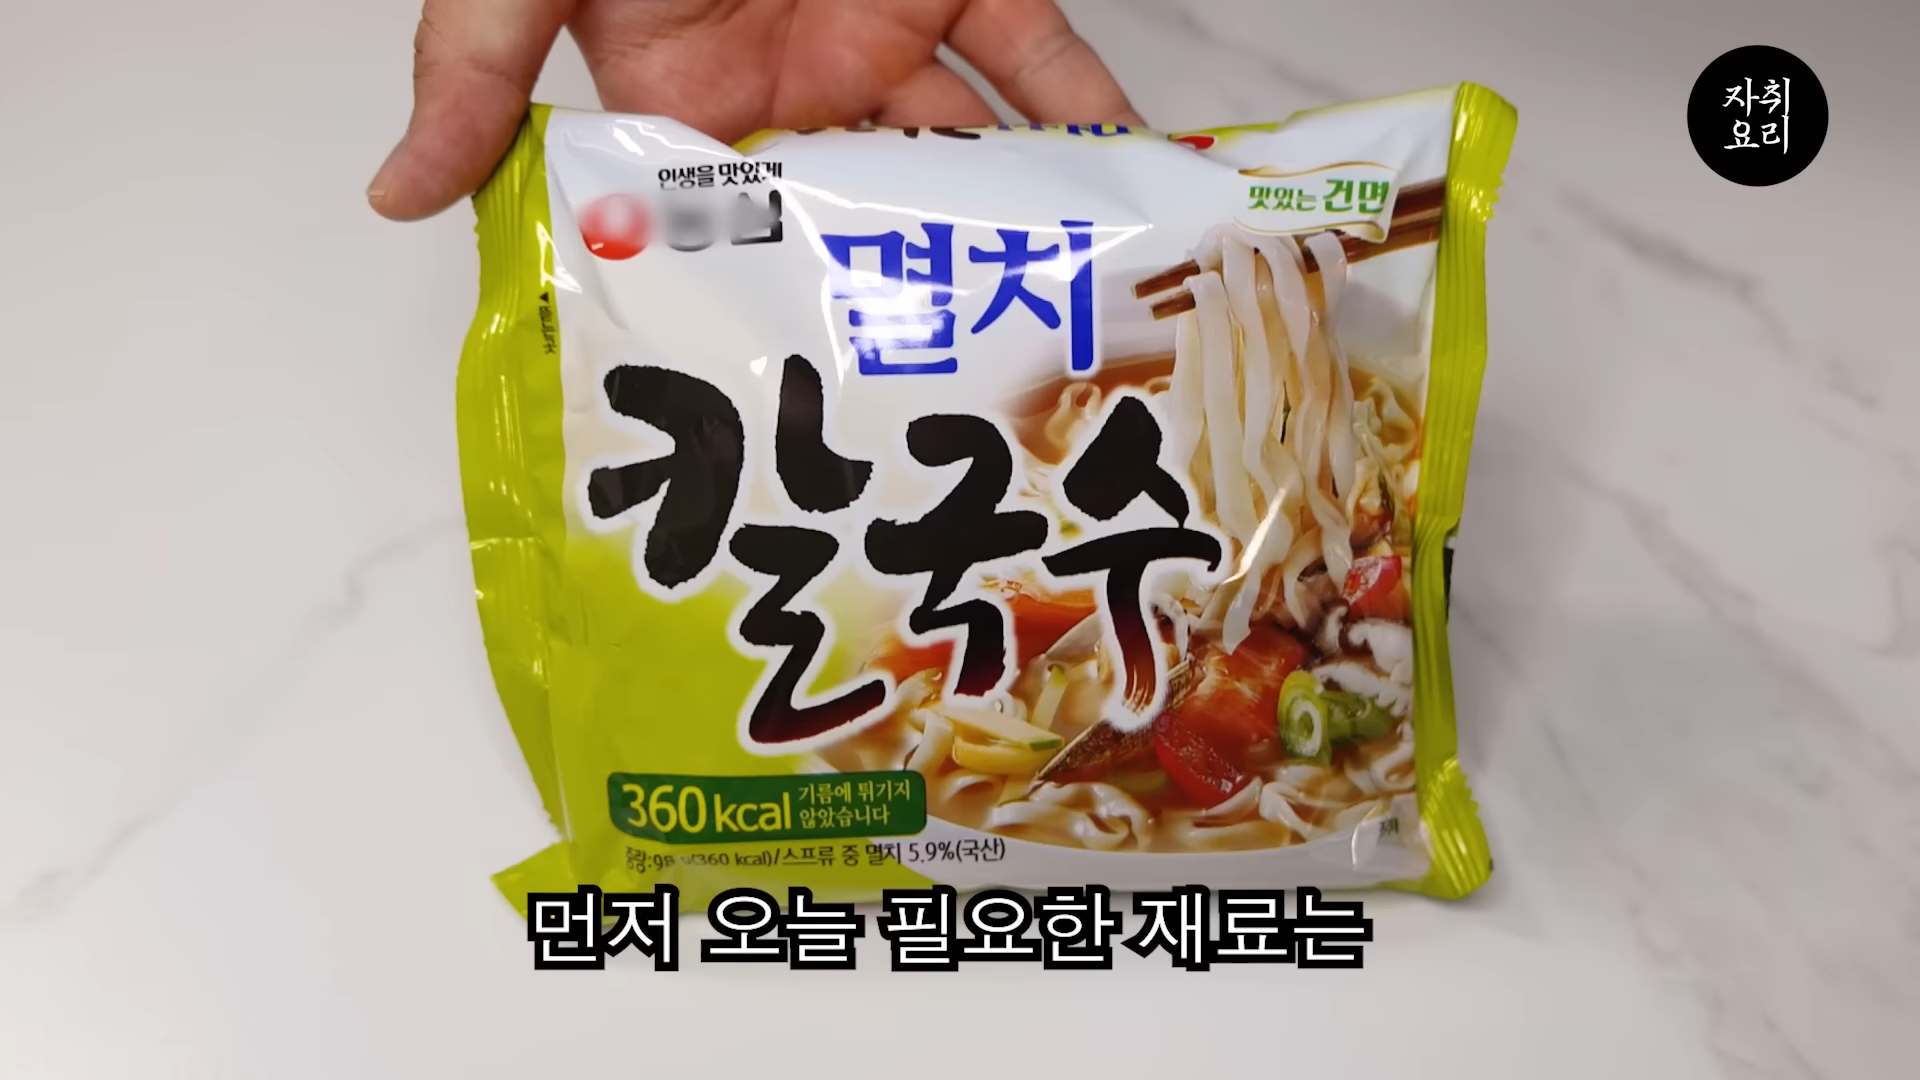 자취
요리
인생을 맛있게
맛있는 건면
멸치
칼국수
360 kcal 기름에 튀기지
않았습니다
(360 kcal)/스프류 중 멸치 5.9%(국산)
먼저 오늘 필요한 재료는